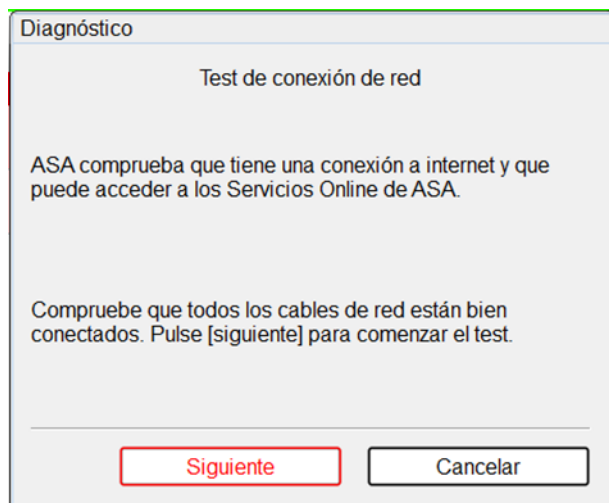 Diagnóstico
Test de conexión de red
ASA comprueba que tiene una conexión a internet y que
puede acceder a los Servicios Online de ASA.
Compruebe que todos los cables de red están bien
conectados. Pulse [siguiente] para comenzar el test.
Siguiente
Cancelar